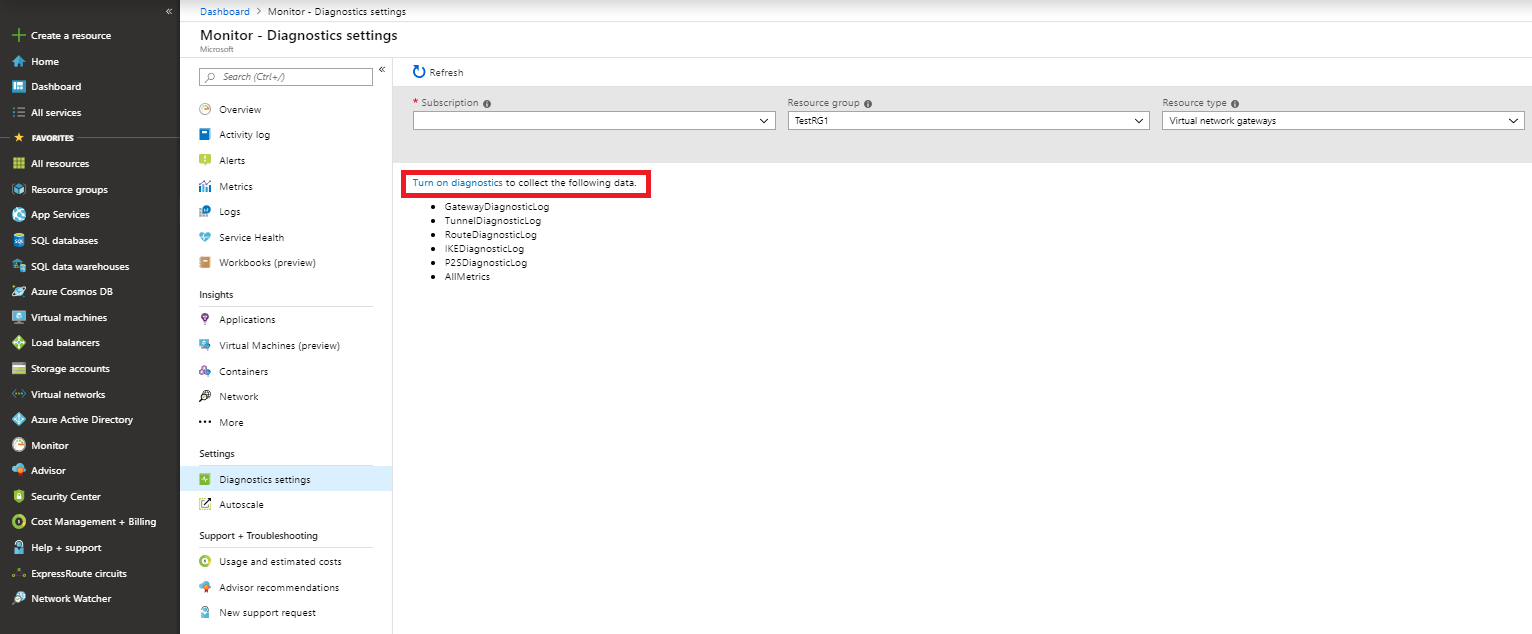 «
Create a resource
Home
Dashboard
All services
FAVORITES
All resources
Resource groups
App Services
SQL databases
SQL data warehouses
Azure Cosmos DB
Virtual machines
Load balancers
Storage accounts
Virtual networks
Azure Active Directory
Monitor
Advisor
Security Center
Cost Management + Billing
Help + support
ExpressRoute circuits
Network Watcher
Dashboard > Monitor - Diagnostics settings
Monitor - Diagnostics settings
Microsoft
Search (Ctrl+/)
«
Overview
Activity log
Alerts
Metrics
Logs
Service Health
Workbooks (preview)
Insights
Applications
Virtual Machines (preview)
Containers
Network
More
Settings
Diagnostics settings
Autoscale
Support + Troubleshooting
Usage and estimated costs
Advisor recommendations
New support request
Refresh
* Subscription
Resource group
TestRG1
Resource type
Virtual network gateways
Turn on diagnostics to collect the following data.
• GatewayDiagnosticLog
• TunnelDiagnosticLog
• RouteDiagnosticLog
• IKEDiagnosticLog
• P2SDiagnosticLog
• AllMetrics